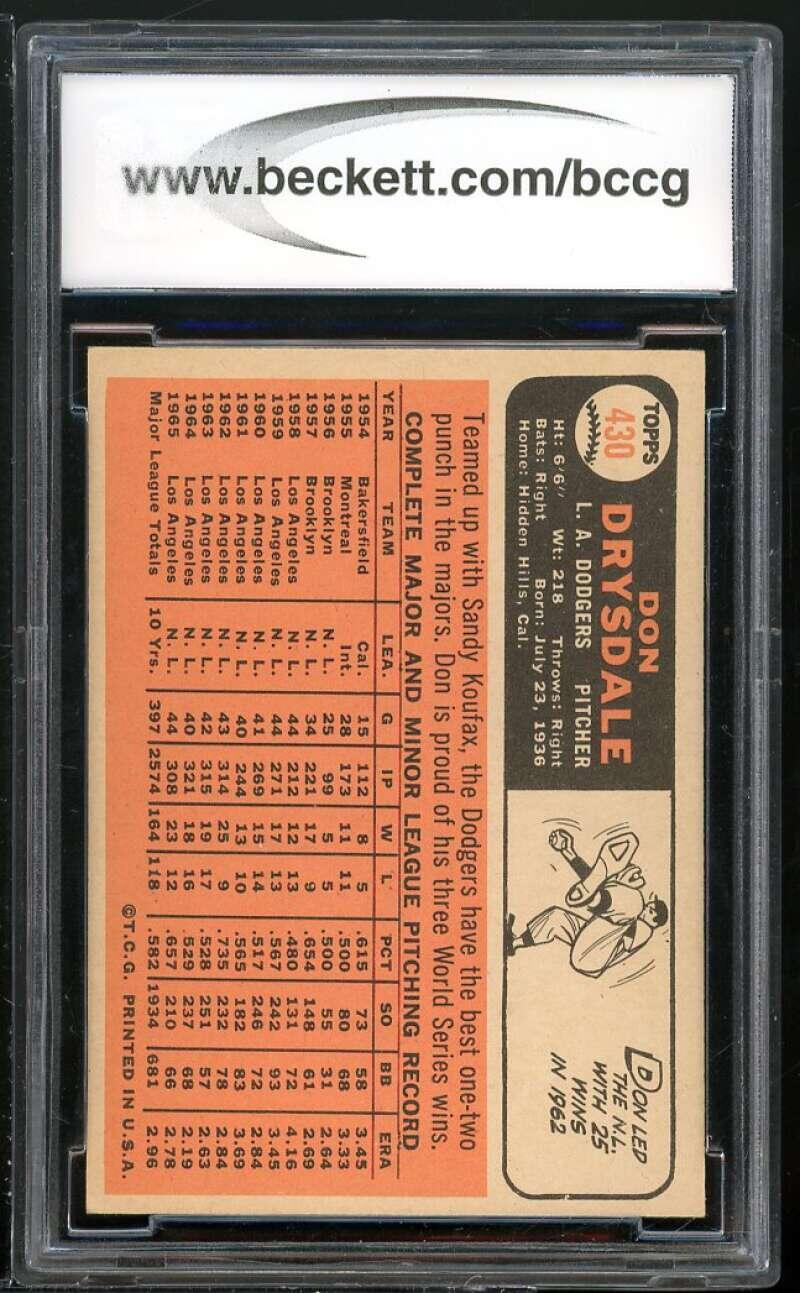 www.beckett.com/bccg
TOPPS
430
DON
DRYSDALE
L. A. DODGERS PITCHER
Ht: 6'6" Wt: 218 Throws: Right
Bats: Right Born: July 23, 1936
Home: Hidden Hills, Cal.
DON LED
THE N.L.
WITH 25
WINS
IN 1962
Teamed up with Sandy Koufax, the Dodgers have the best one-two
punch in the majors. Don is proud of his three World Series wins.
COMPLETE MAJOR AND MINOR LEAGUE PITCHING RECORD
YEAR TEAM LEA. G IP W L PCT SO BB ERA
1954 Bakersfield Cal. 15 112 8 5 .615 73 58 3.45
1955 Montreal Int. 28 173 11 11 .500 80 68 3.33
1956 Brooklyn N. L. 25 99 5 5 .500 55 31 2.64
1957 Brooklyn N. L. 34 221 17 9 .654 148 61 2.69
1958 Los Angeles N. L. 44 212 12 13 .480 131 72 4.16
1959 Los Angeles N. L. 44 271 17 13 .567 242 93 3.45
1960 Los Angeles N. L. 41 269 15 14 .517 246 72 2.84
1961 Los Angeles N. L. 40 244 13 10 .565 182 83 3.69
1962 Los Angeles N. L. 43 314 25 9 .735 232 78 2.84
1963 Los Angeles N. L. 42 315 19 17 .528 251 57 2.63
1964 Los Angeles N. L. 40 321 18 16 .529 237 68 2.19
1965 Los Angeles N. L. 44 308 23 12 .657 210 66 2.78
Major League Totals 10 Yrs. 397 2574 164 118 .582 1934 681 2.96
©T.C.G. PRINTED IN U.S.A.